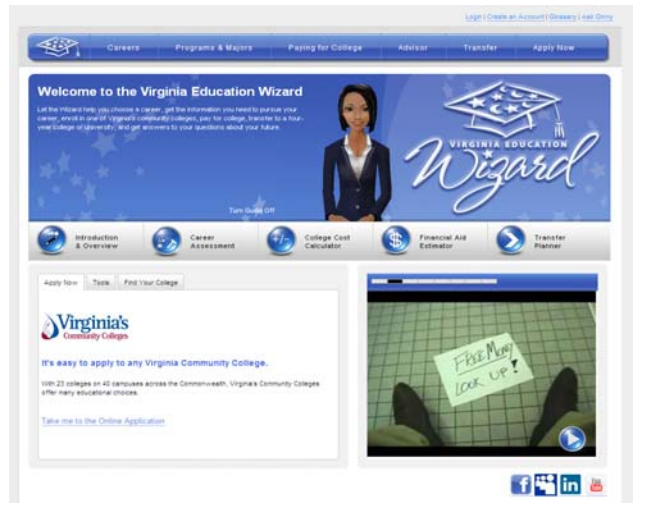 Login | Create an Account | Glossary | Ask Ginny
Careers Programs & Majors Paying for College Advisor Transfer Apply Now
Welcome to the Virginia Education Wizard
Let the Wizard help you choose a career, get the information you need to pursue your
career, enroll in one of Virginia's community colleges, pay for college, transfer to a four-
year college or university, and get answers to your questions about your future.
VIRGINIA EDUCATION
Wizard
Turn Guide Off
Introduction
& Overview
Career
Assessment
College Cost
Calculator
Financial Aid
Estimator
Transfer
Planner
Apply Now Tools Find Your College
Virginia's
Community Colleges
It's easy to apply to any Virginia Community College.
With 23 colleges on 40 campuses across the Commonwealth, Virginia's Community Colleges
offer many educational choices.
Take me to the Online Application
FREE MONEY
LOOK UP!